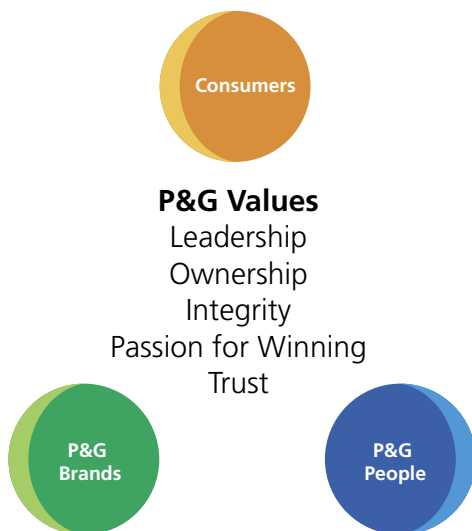 Consumers
P&G Values
Leadership
Ownership
Integrity
Passion for Winning
Trust
P&G
Brands
P&G
People